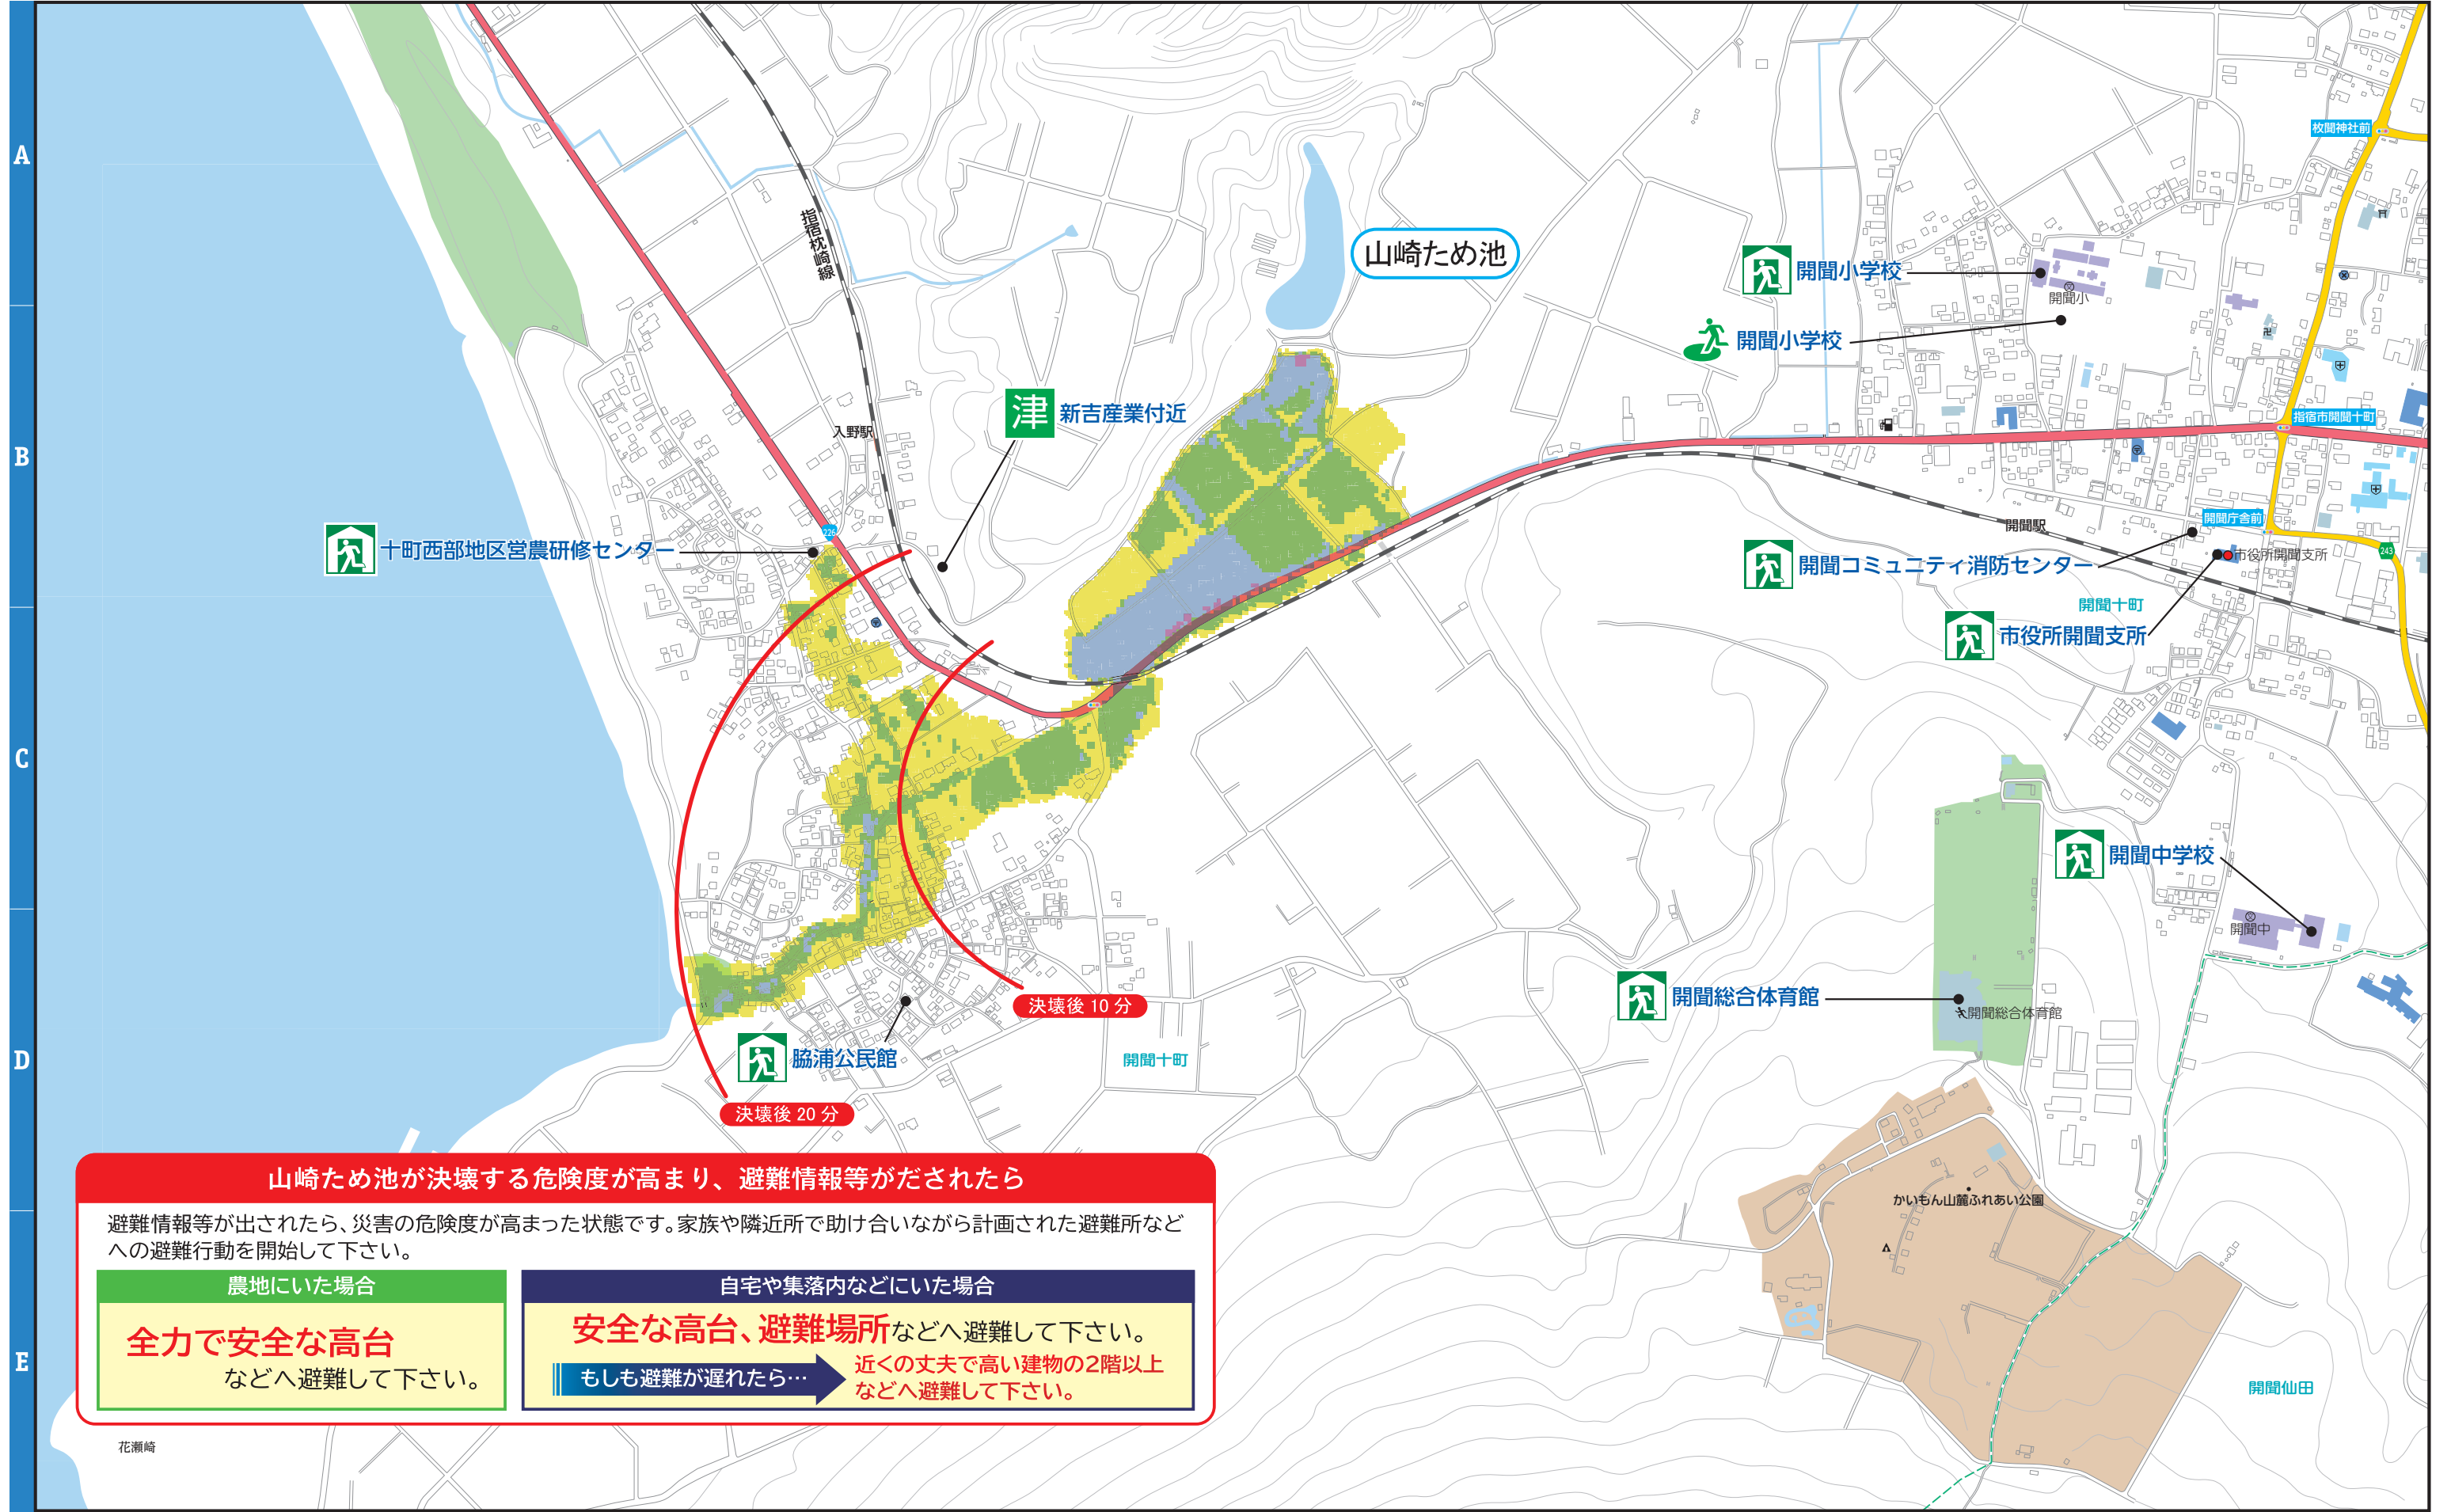 A
B
C
D
E
枚聞神社前
指宿枕崎線
山崎ため池
開聞小学校
開聞小
開聞小学校
津
新吉産業付近
入野駅
指宿市開聞十町
226
十町西部地区営農研修センター
開聞駅
開聞庁舎前
243
市役所開聞支所
開聞コミュニティ消防センター
開聞十町
市役所開聞支所
開聞中学校
開聞中
開聞総合体育館
開聞総合体育館
決壊後 10 分
脇浦公民館
開聞十町
決壊後 20 分
かいもん山麓ふれあい公園
開聞仙田
花瀬崎
山崎ため池が決壊する危険度が高まり、避難情報等がだされたら
避難情報等が出されたら、災害の危険度が高まった状態です。家族や隣近所で助け合いながら計画された避難所など
への避難行動を開始して下さい。
農地にいた場合
全力で安全な高台
などへ避難して下さい。
自宅や集落内などにいた場合
安全な高台、避難場所などへ避難して下さい。
もしも避難が遅れたら…
近くの丈夫で高い建物の2階以上
などへ避難して下さい。